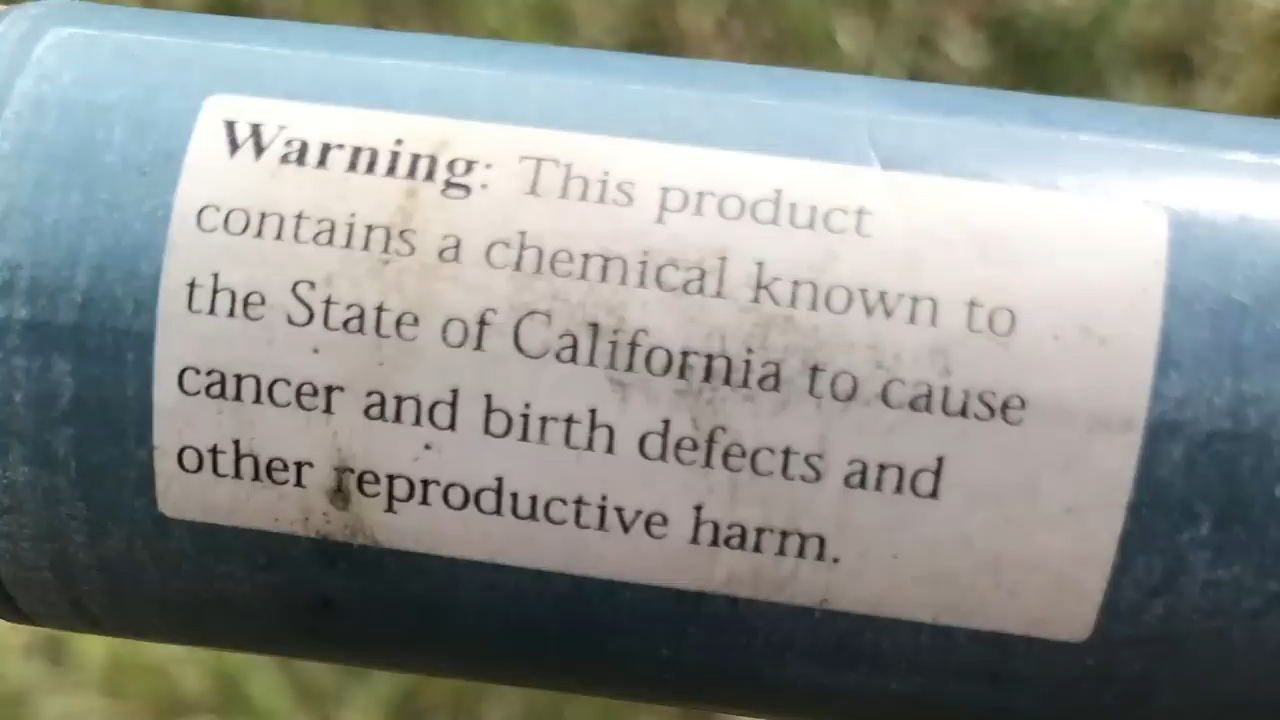 Warning: This product
contains a chemical known to
the State of California to cause
cancer and birth defects and
other reproductive harm.